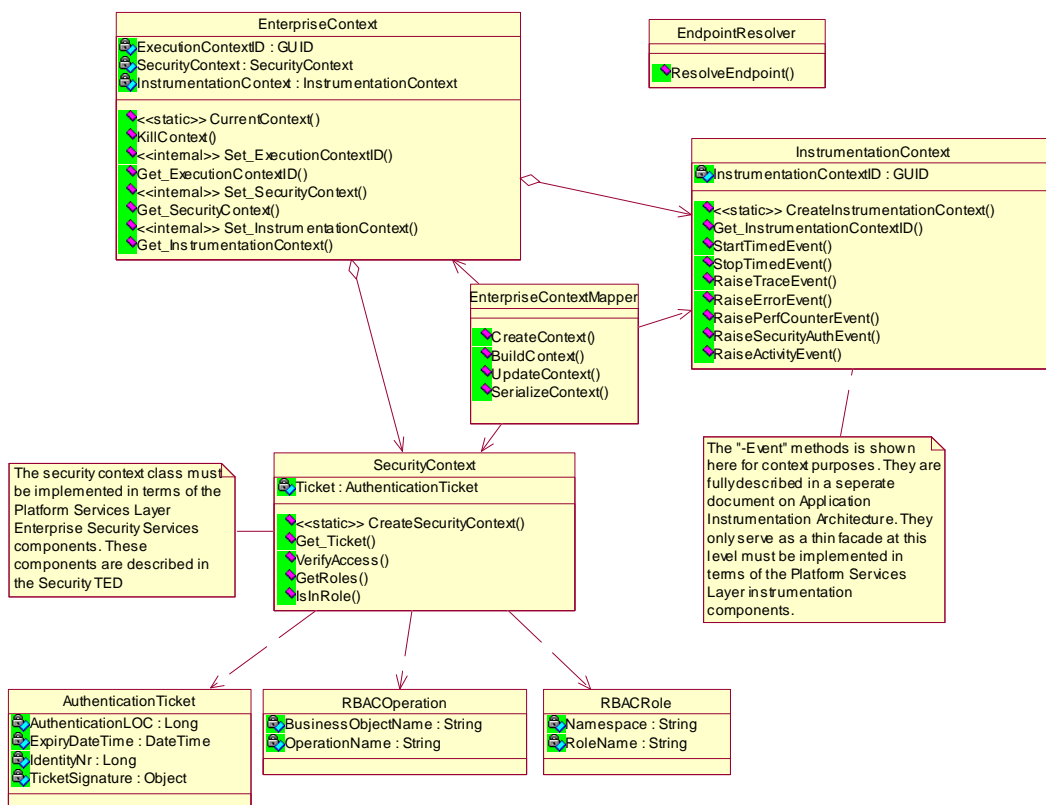 EnterpriseContext
ExecutionContextID : GUID
SecurityContext : SecurityContext
InstrumentationContext : InstrumentationContext
<<static>> CurrentContext()
KillContext()
<<internal>> Set_ExecutionContextID()
Get_ExecutionContextID()
<<internal>> Set_SecurityContext()
Get_SecurityContext()
<<internal>> Set_InstrumentationContext()
Get_InstrumentationContext()
EndpointResolver
ResolveEndpoint()
InstrumentationContext
InstrumentationContextID : GUID
<<static>> CreateInstrumentationContext()
Get_InstrumentationContextID()
StartTimedEvent()
StopTimedEvent()
RaiseTraceEvent()
RaiseErrorEvent()
RaisePerfCounterEvent()
RaiseSecurityAuthEvent()
RaiseActivityEvent()
EnterpriseContextMapper
CreateContext()
BuildContext()
UpdateContext()
SerializeContext()
The security context class must
be implemented in terms of the
Platform Services Layer
Enterprise Security Services
components. These
components are described in
the Security TED
SecurityContext
Ticket : AuthenticationTicket
<<static>> CreateSecurityContext()
Get_Ticket()
VerifyAccess()
GetRoles()
IsInRole()
The "-Event" methods is shown
here for context purposes. They are
fully described in a seperate
document on Application
Instrumentation Architecture. They
only serve as a thin facade at this
level must be implemented in
terms of the Platform Services
Layer instrumentation
components.
AuthenticationTicket
AuthenticationLOC : Long
ExpiryDateTime : DateTime
IdentityNr : Long
TicketSignature : Object
RBACOperation
BusinessObjectName : String
OperationName : String
RBACRole
Namespace : String
RoleName : String